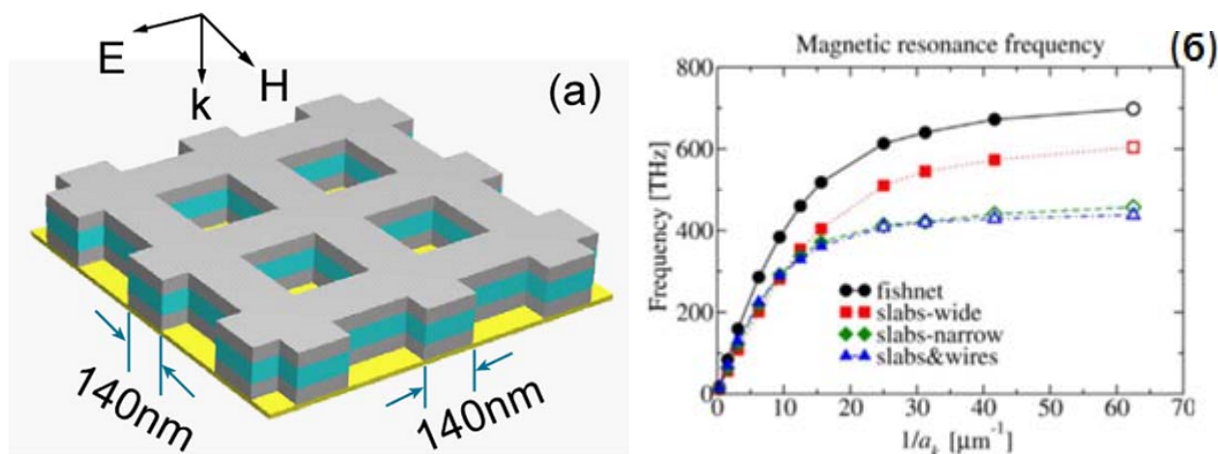 E
k
H
(a)
140nm
140nm
Magnetic resonance frequency
(б)
Frequency [THz]
800
600
400
200
0
fishnet
slabs-wide
slabs-narrow
slabs&wires
0 10 20 30 40 50 60 70
1/aₖ [μm⁻¹]